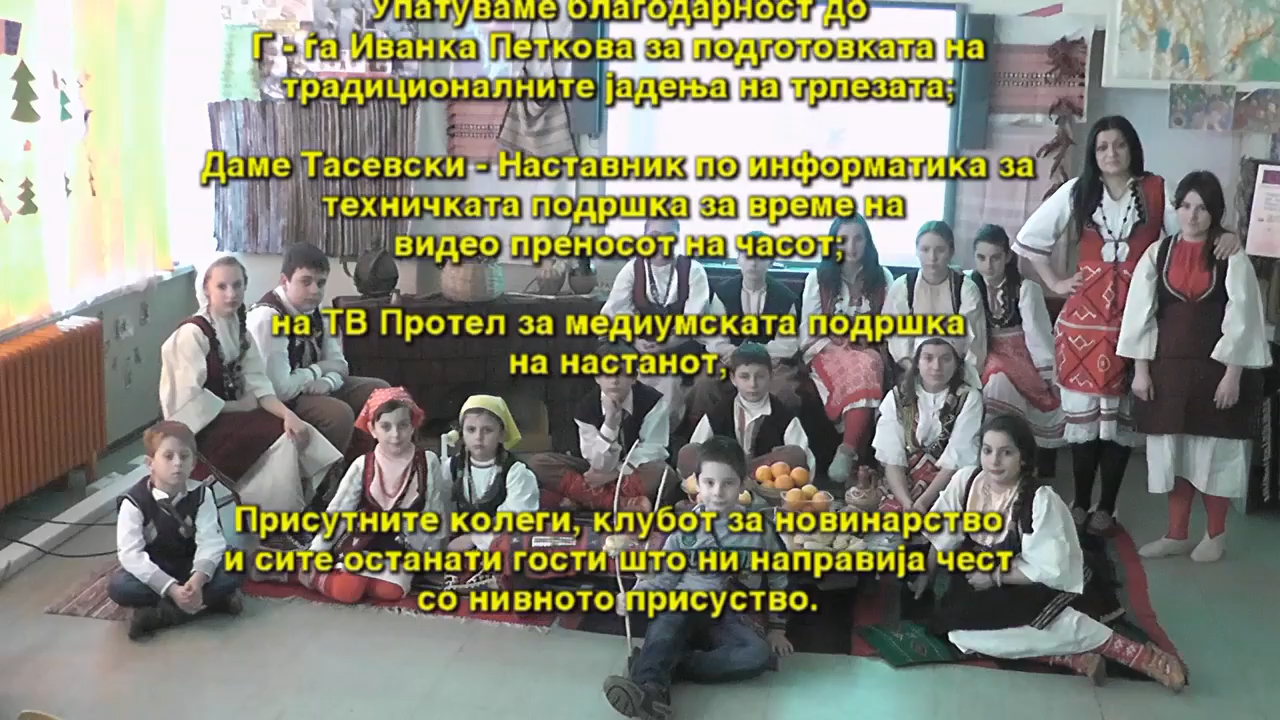 Упатуваме благодарност до
Г - ѓа Иванка Петкова за подготовката на
традиционалните јадења на трпезата;
Даме Тасевски - Наставник по информатика за
техничката подршка за време на
видео преносот на часот;
на ТВ Протел за медиумската подршка
на настанот,
Присутните колеги, клубот за новинарство
и сите останати гости што ни направија чест
со нивното присуство.